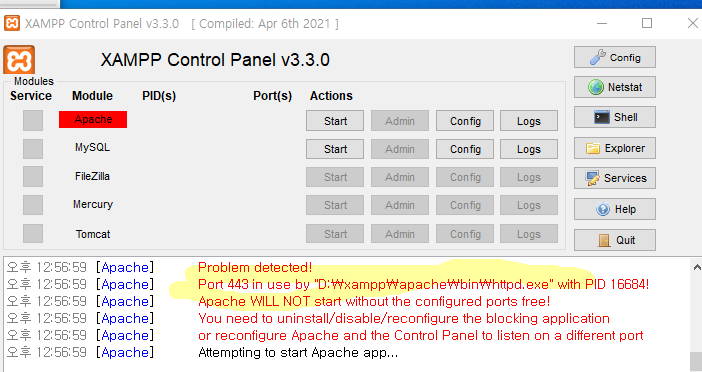 XAMPP Control Panel v3.3.0 [ Compiled: Apr 6th 2021 ]
XAMPP Control Panel v3.3.0
Config
Modules
Service Module PID(s) Port(s) Actions
Netstat
Apache Start Admin Config Logs
Shell
MySQL Start Admin Config Logs
Explorer
FileZilla Start Admin Config Logs
Services
Mercury Start Admin Config Logs
Help
Tomcat Start Admin Config Logs
Quit
오후 12:56:59 [Apache] Problem detected!
오후 12:56:59 [Apache] Port 443 in use by "D:₩xampp₩apache₩bin₩httpd.exe" with PID 16684!
오후 12:56:59 [Apache] Apache WILL NOT start without the configured ports free!
오후 12:56:59 [Apache] You need to uninstall/disable/reconfigure the blocking application
오후 12:56:59 [Apache] or reconfigure Apache and the Control Panel to listen on a different port
오후 12:56:59 [Apache] Attempting to start Apache app...